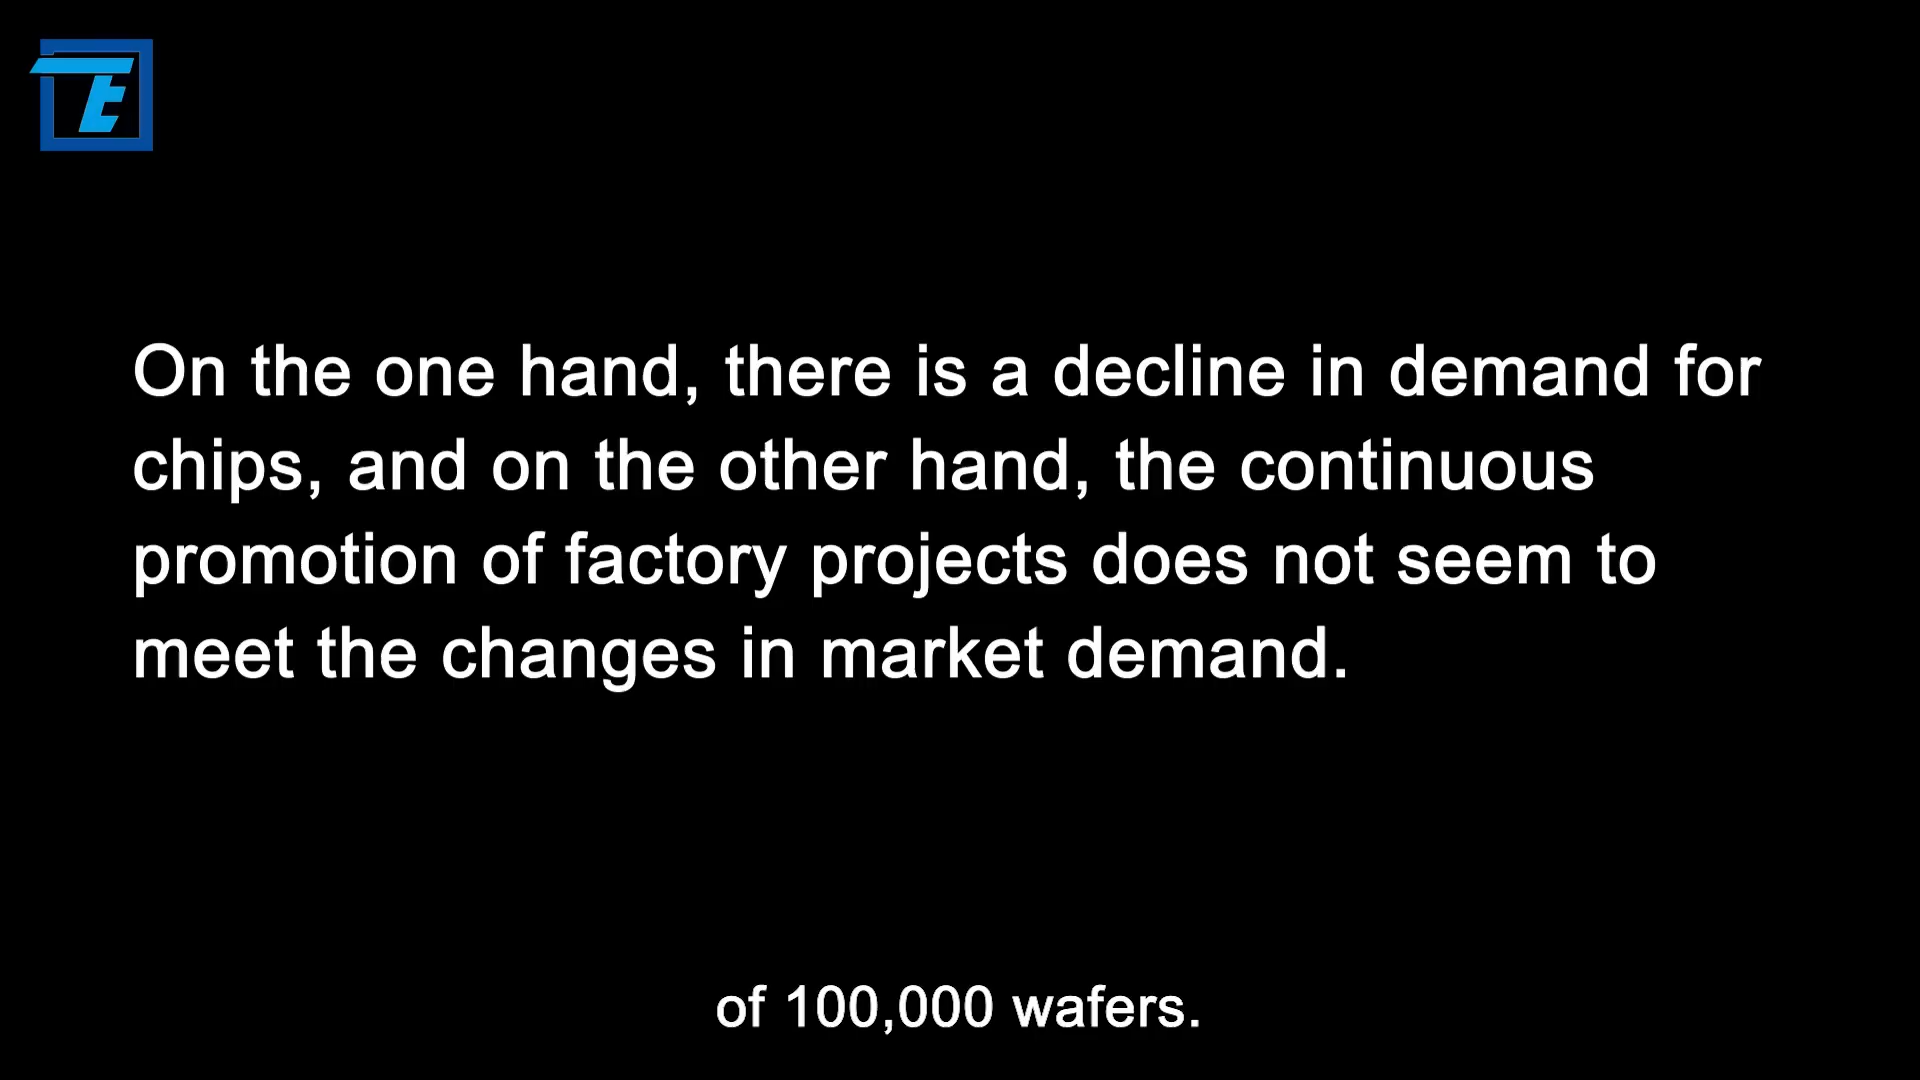 On the one hand, there is a decline in demand for
chips, and on the other hand, the continuous
promotion of factory projects does not seem to
meet the changes in market demand.
of 100,000 wafers.